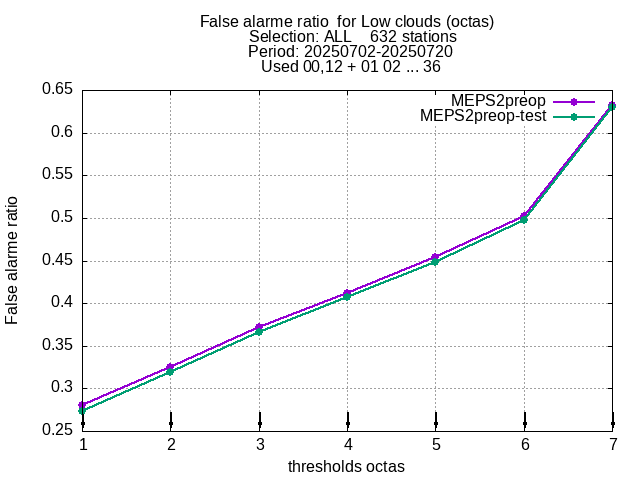 False alarme ratio  for Low clouds (octas)
Selection: ALL    632 stations
Period: 20250702-20250720
Used 00,12 + 01 02 ... 36
0.65
MEPS2preop
MEPS2preop-test
0.6
0.55
0.5
0.45
0.4
0.35
0.3
0.25
False alarme ratio
1 2 3 4 5 6 7
thresholds octas